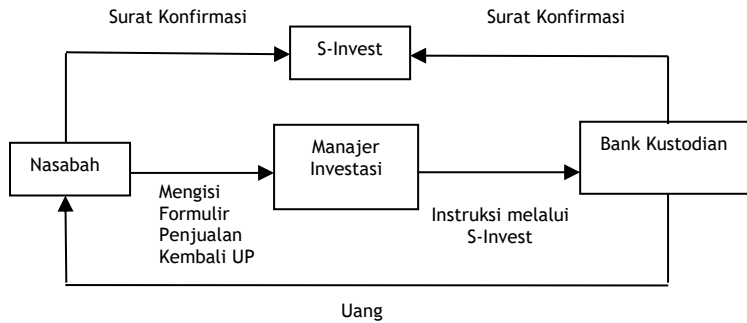 Surat Konfirmasi
Surat Konfirmasi
S-Invest
Nasabah
Manajer
Investasi
Bank Kustodian
Mengisi
Formulir
Penjualan
Kembali UP
Instruksi melalui
S-Invest
Uang